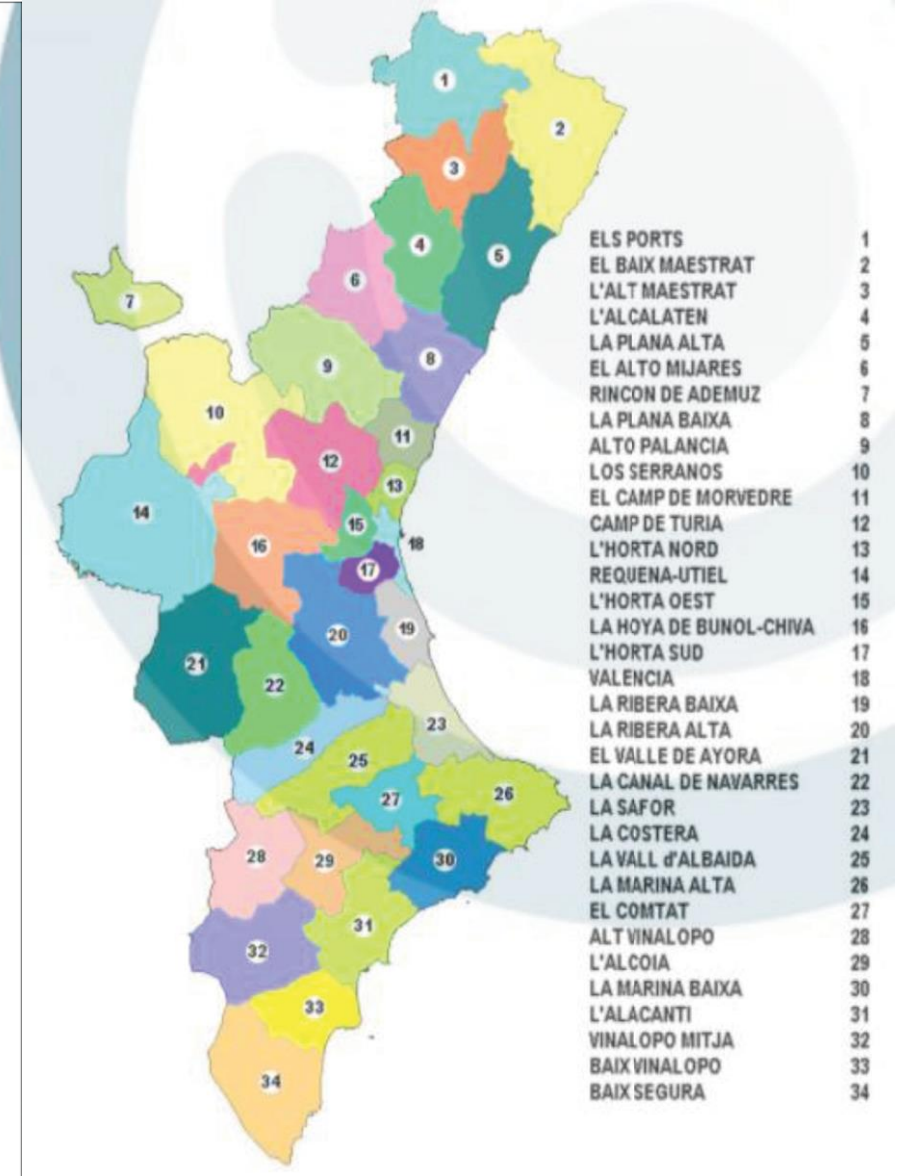 1
2
3
4
5
6
7
8
9
10
11
12
13
14
15
16
17
18
19
20
21
22
23
24
25
26
27
28
29
30
31
32
33
34
ELS PORTS 1
EL BAIX MAESTRAT 2
L'ALT MAESTRAT 3
L'ALCALATEN 4
LA PLANA ALTA 5
EL ALTO MIJARES 6
RINCON DE ADEMUZ 7
LA PLANA BAIXA 8
ALTO PALANCIA 9
LOS SERRANOS 10
EL CAMP DE MORVEDRE 11
CAMP DE TURIA 12
L'HORTA NORD 13
REQUENA-UTIEL 14
L'HORTA OEST 15
LA HOYA DE BUNOL-CHIVA 16
L'HORTA SUD 17
VALENCIA 18
LA RIBERA BAIXA 19
LA RIBERA ALTA 20
EL VALLE DE AYORA 21
LA CANAL DE NAVARRES 22
LA SAFOR 23
LA COSTERA 24
LA VALL d'ALBAIDA 25
LA MARINA ALTA 26
EL COMTAT 27
ALT VINALOPO 28
L'ALCOIA 29
LA MARINA BAIXA 30
L'ALACANTI 31
VINALOPO MITJA 32
BAIX VINALOPO 33
BAIX SEGURA 34